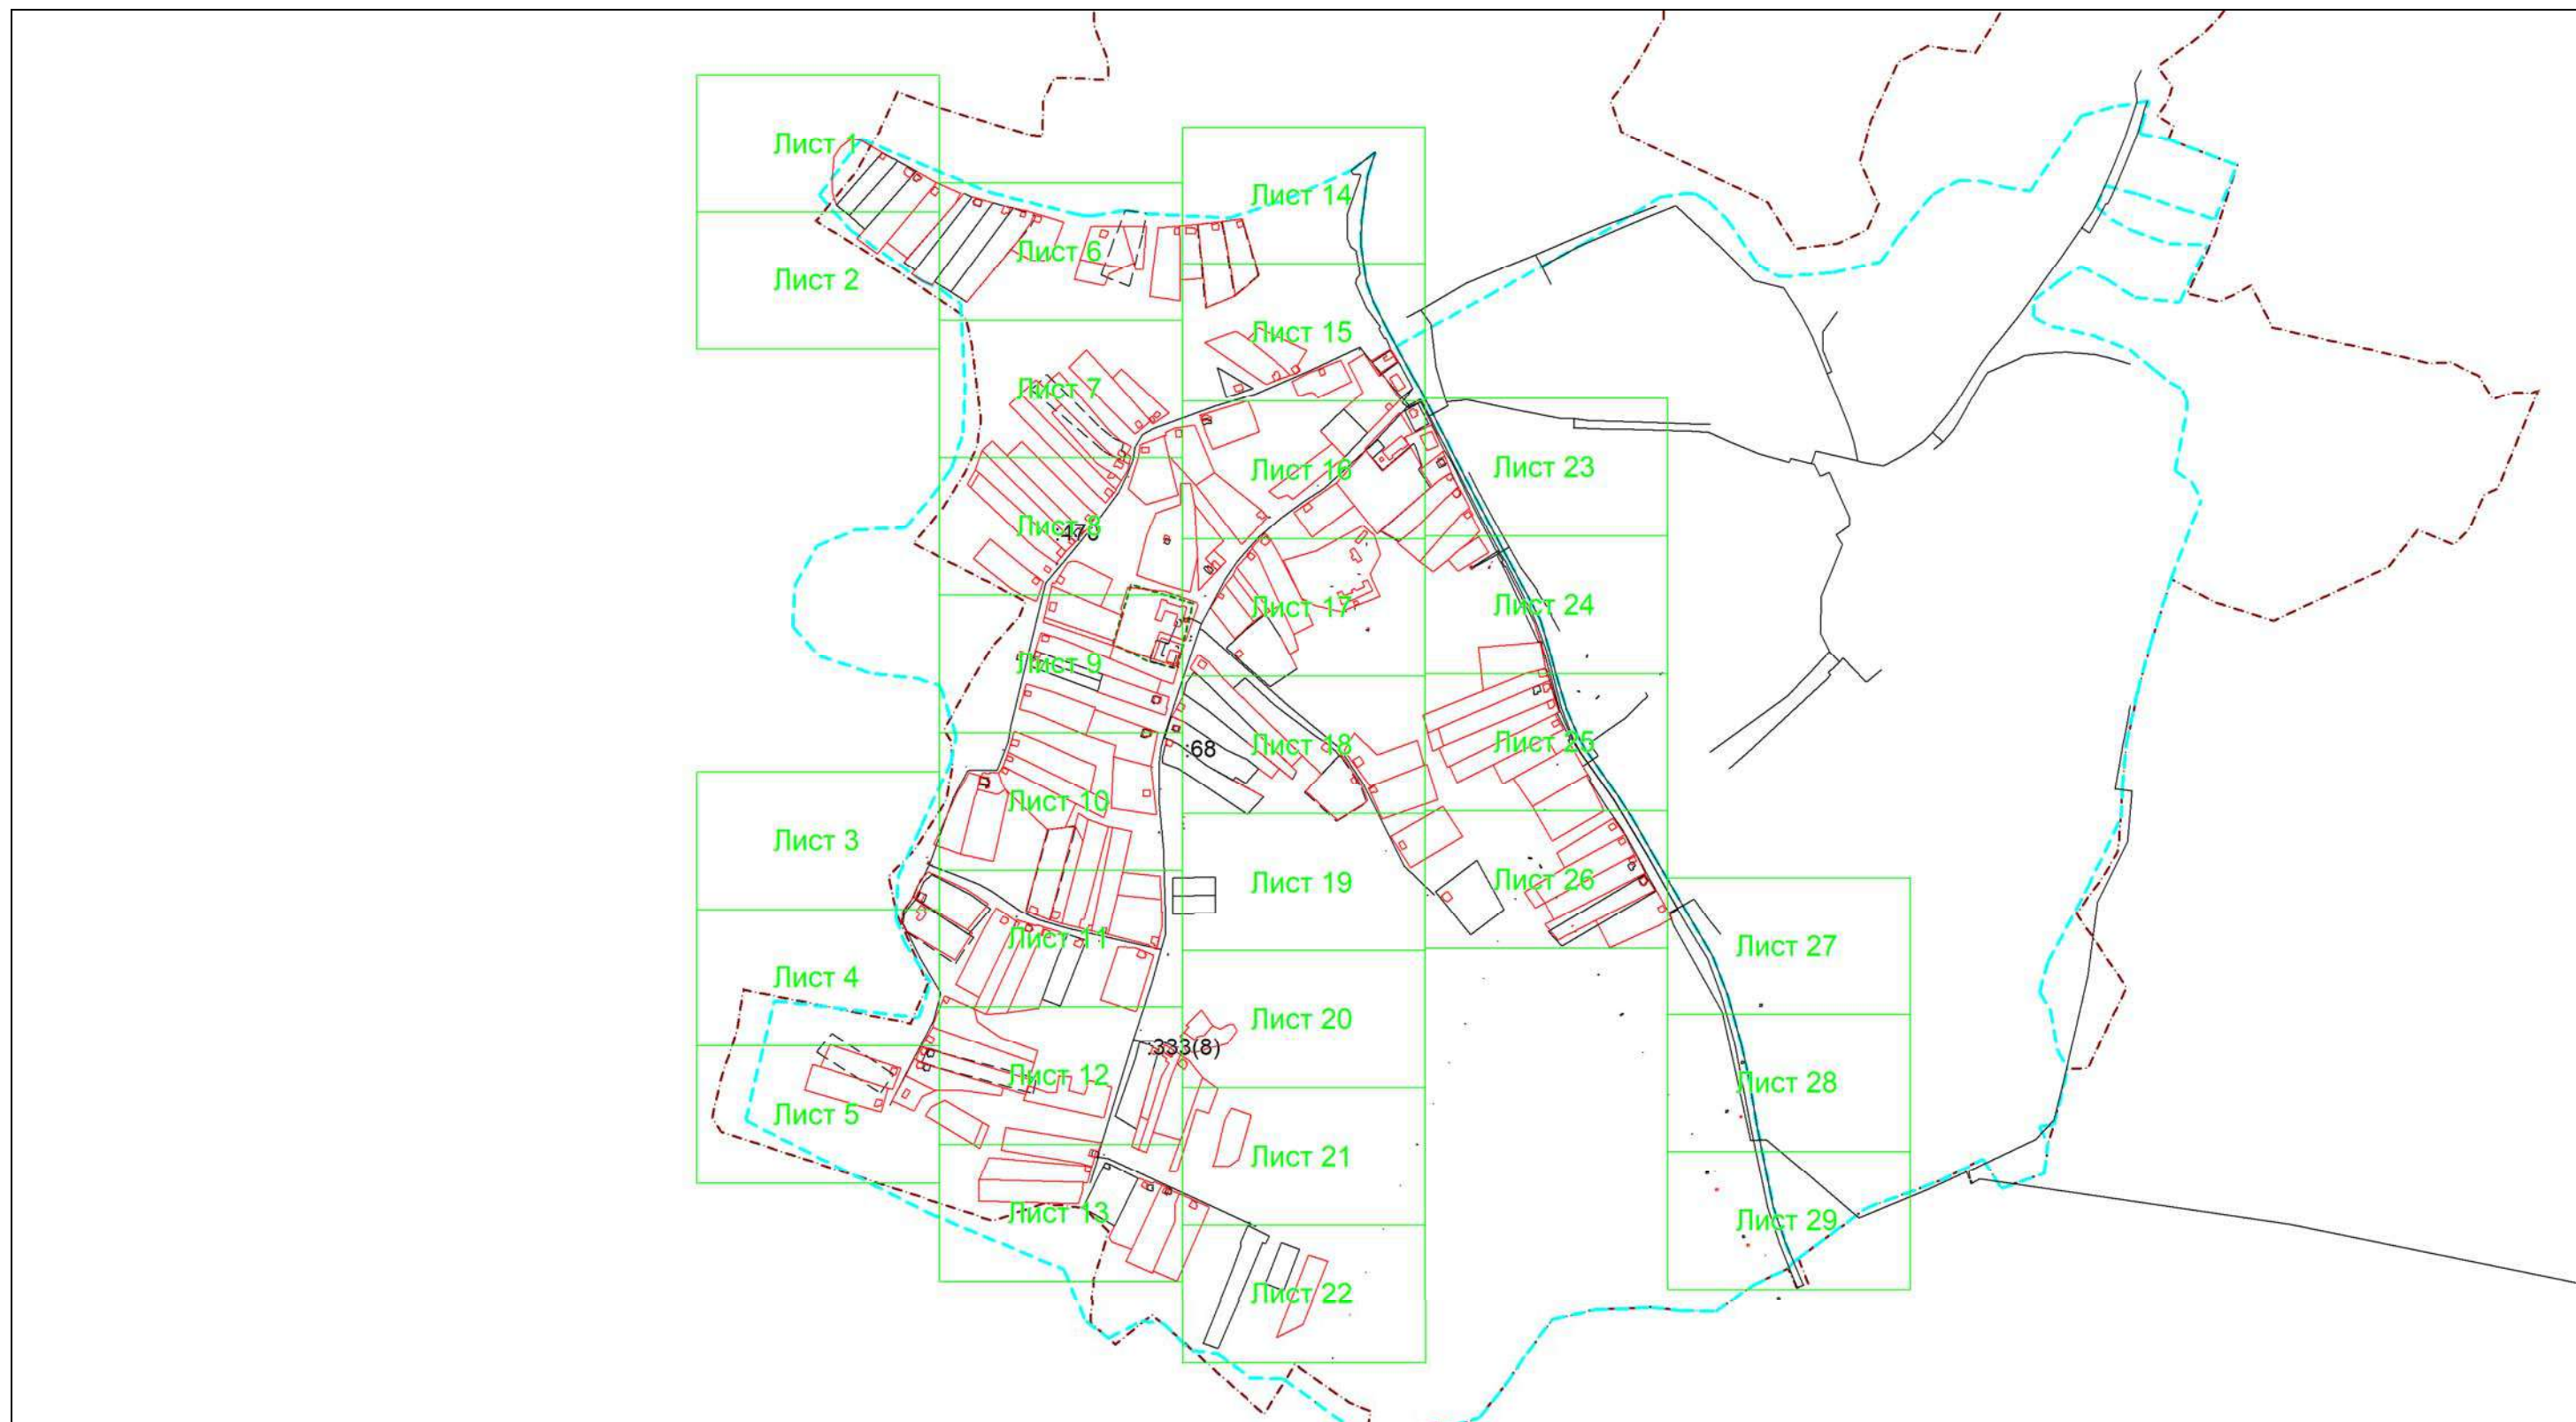 Лист 1
Лист 2
Лист 3
Лист 4
Лист 5
Лист 6
Лист 7
Лист 8
Лист 9
Лист 10
Лист 11
Лист 12
Лист 13
Лист 14
Лист 15
Лист 16
Лист 17
Лист 18
Лист 19
Лист 20
Лист 21
Лист 22
Лист 23
Лист 24
Лист 25
Лист 26
Лист 27
Лист 28
Лист 29
:68
:333(8)